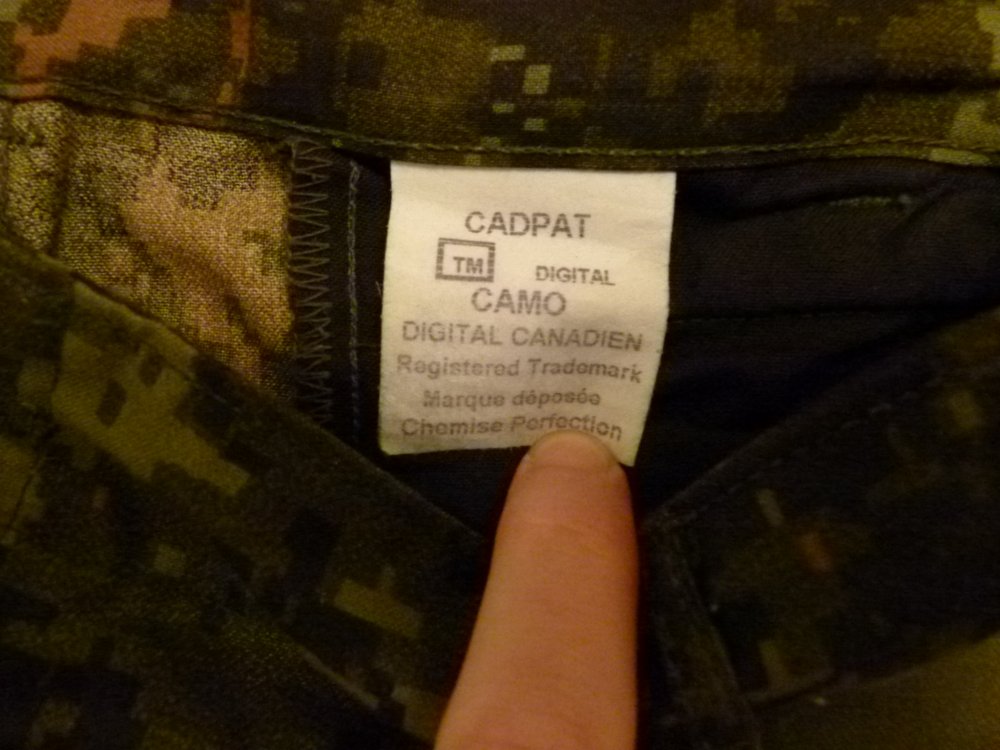 CADPAT
TM DIGITAL
CAMO
DIGITAL CANADIEN
Registered Trademark
Marque déposée
Chemise Perfection